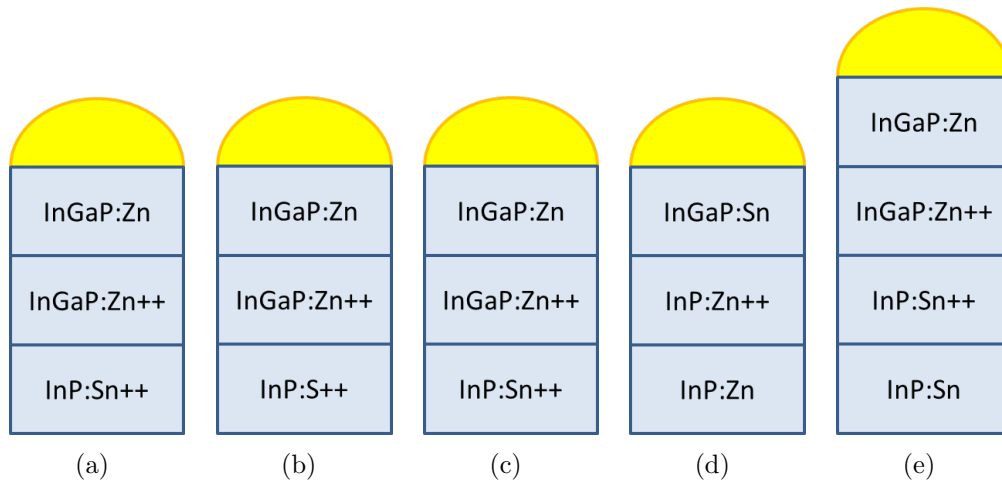 InGaP:Zn
InGaP:Zn++
InP:Sn++
(a)
InGaP:Zn
InGaP:Zn++
InP:S++
(b)
InGaP:Zn
InGaP:Zn++
InP:Sn++
(c)
InGaP:Sn
InP:Zn++
InP:Zn
(d)
InGaP:Zn
InGaP:Zn++
InP:Sn++
InP:Sn
(e)